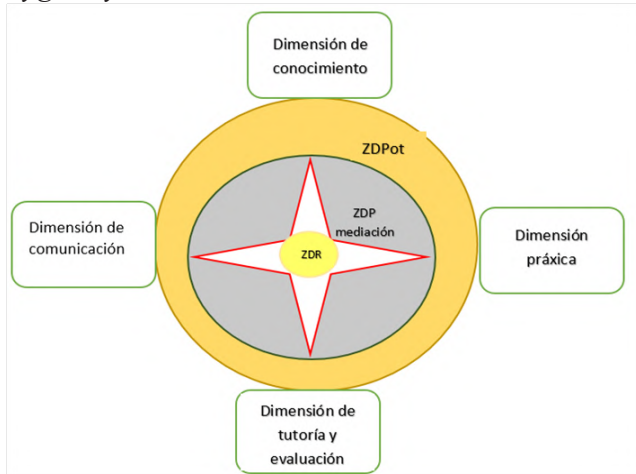 Dimensión de
conocimiento
ZDPot
ZDP
mediación
Dimensión de
comunicación
ZDR
Dimensión
práxica
Dimensión de
tutoría y
evaluación